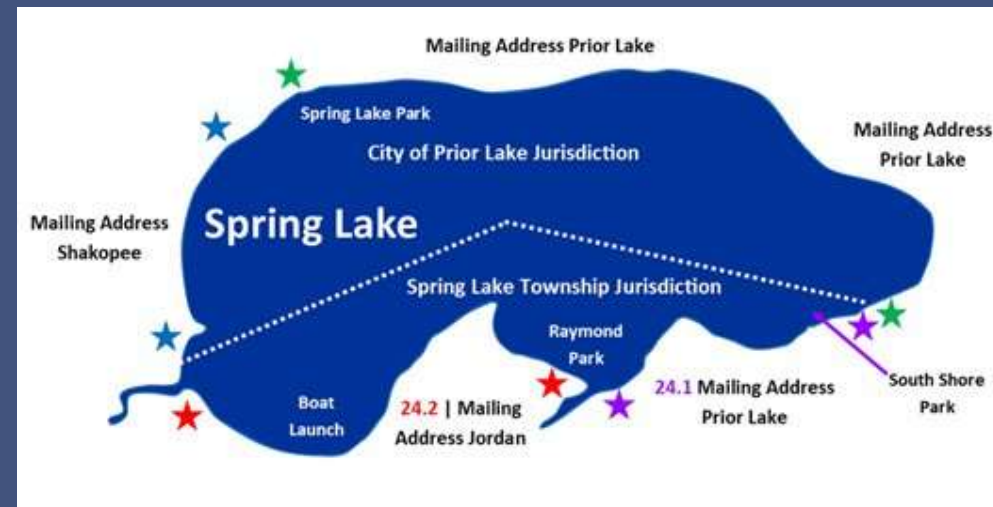 Mailing Address Prior Lake
Spring Lake Park
City of Prior Lake Jurisdiction
Mailing Address
Prior Lake
Mailing Address
Shakopee
Spring Lake
Spring Lake Township Jurisdiction
Raymond
Park
Boat
Launch
24.2 | Mailing
Address Jordan
24.1 Mailing Address
Prior Lake
South Shore
Park